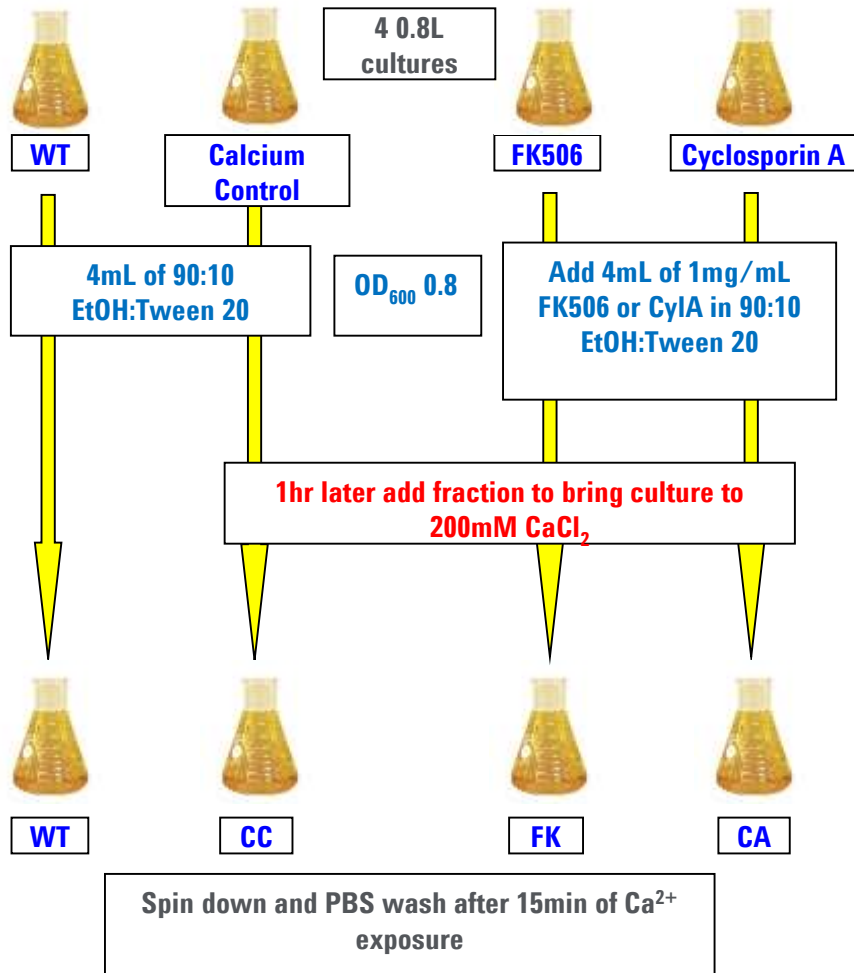 4 0.8L
cultures
WT
Calcium
Control
FK506
Cyclosporin A
4mL of 90:10
EtOH:Tween 20
OD₆₀₀ 0.8
Add 4mL of 1mg/mL
FK506 or CylA in 90:10
EtOH:Tween 20
1hr later add fraction to bring culture to
200mM CaCl₂
WT
CC
FK
CA
Spin down and PBS wash after 15min of Ca²⁺
exposure